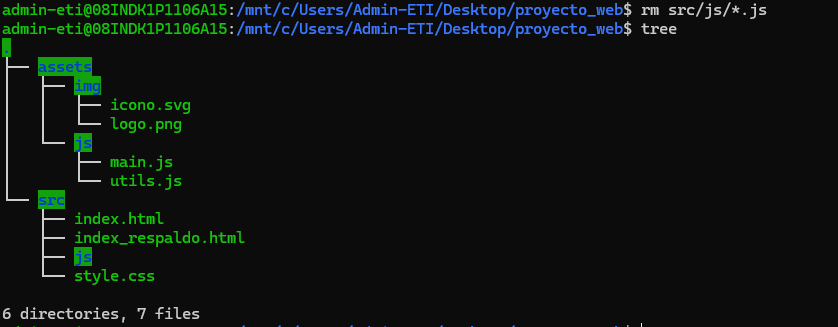 admin-eti@08INDK1P1106A15:/mnt/c/Users/Admin-ETI/Desktop/proyecto_web$ rm src/js/*.js
admin-eti@08INDK1P1106A15:/mnt/c/Users/Admin-ETI/Desktop/proyecto_web$ tree
.
├── assets
│   ├── img
│   │   ├── icono.svg
│   │   └── logo.png
│   └── js
│       ├── main.js
│       └── utils.js
└── src
    ├── index.html
    ├── index_respaldo.html
    ├── js
    └── style.css
6 directories, 7 files